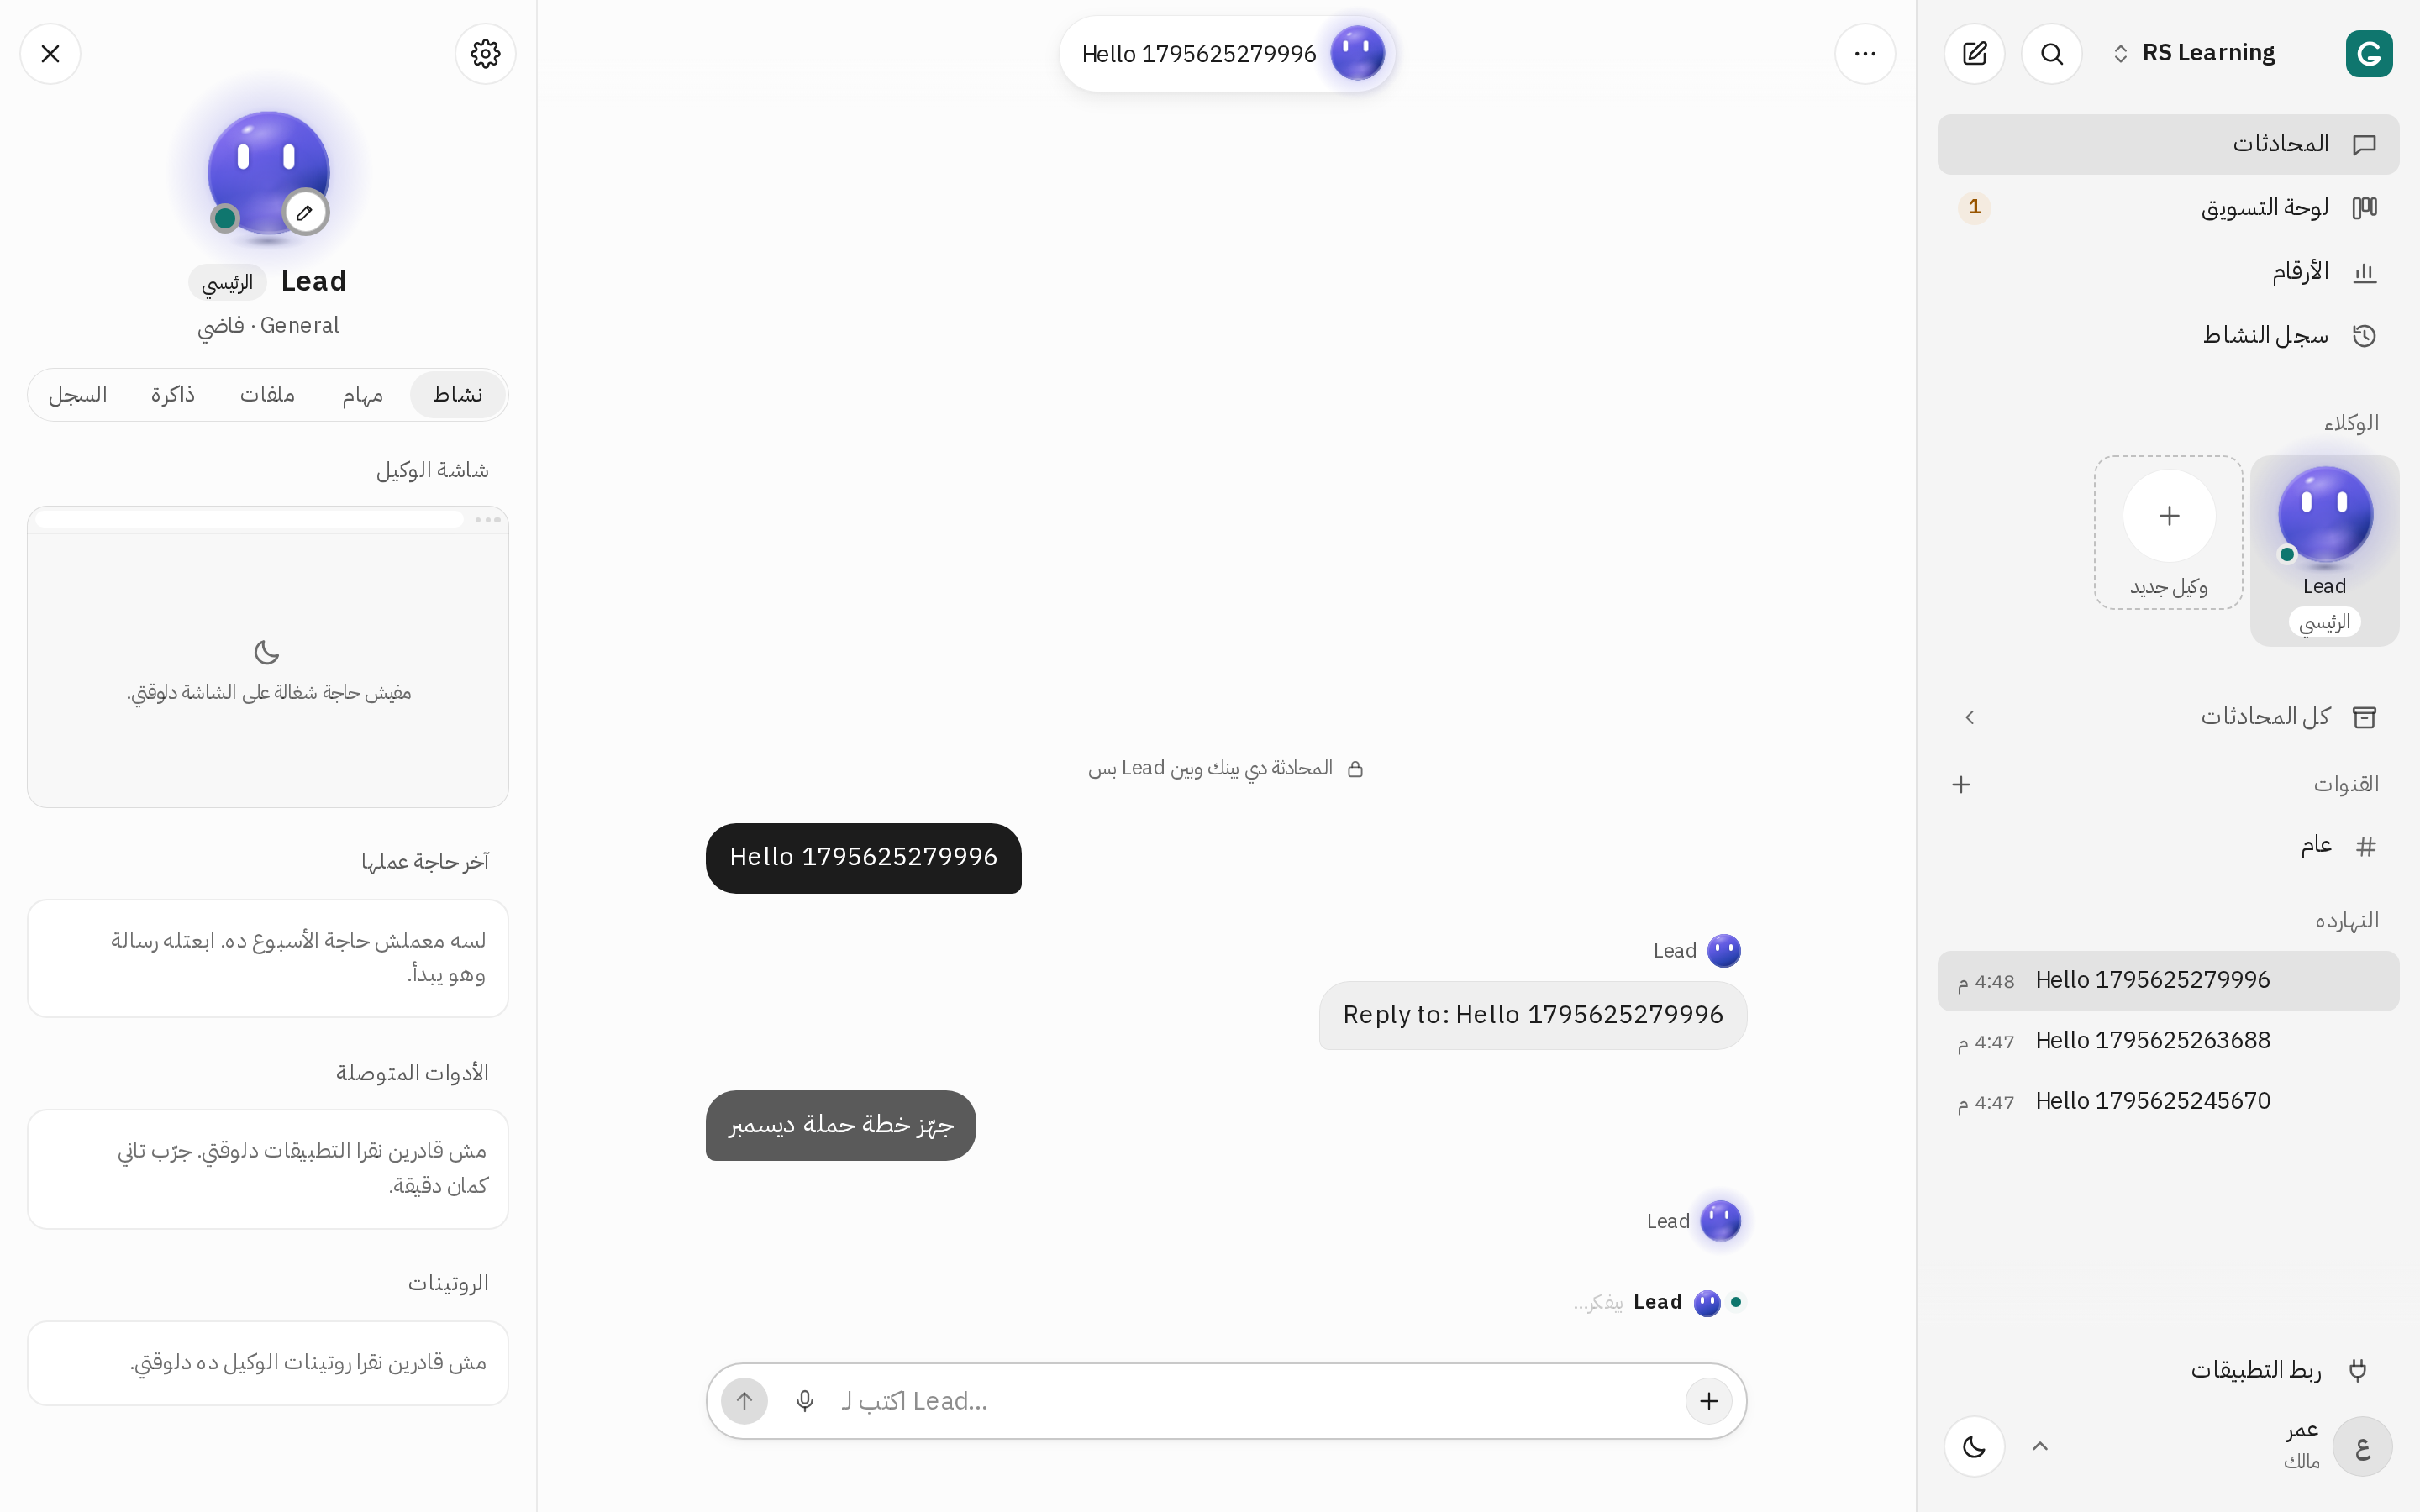 RS Learning
المحادثات
لوحة التسويق
1
الأرقام
سجل النشاط
الوكلاء
Lead
الرئيسي
وكيل جديد
كل المحادثات
القنوات
عام
النهارده
Hello 1795625279996
4:48 م
Hello 1795625263688
4:47 م
Hello 1795625245670
4:47 م
ربط التطبيقات
ع
عمر
مالك
Hello 1795625279996
المحادثة دي بينك وبين Lead بس
Hello 1795625279996
Lead
Reply to: Hello 1795625279996
جهّز خطة حملة ديسمبر
Lead
Lead بيفكر...
اكتب لـ Lead...
Lead الرئيسي
General · فاضي
نشاط
مهام
ملفات
ذاكرة
السجل
شاشة الوكيل
مفيش حاجة شغالة على الشاشة دلوقتي.
آخر حاجة عملها
لسه معملش حاجة الأسبوع ده. ابعتله رسالة
وهو يبدأ.
الأدوات المتوصلة
مش قادرين نقرا التطبيقات دلوقتي. جرّب تاني
كمان دقيقة.
الروتينات
مش قادرين نقرا روتينات الوكيل ده دلوقتي.